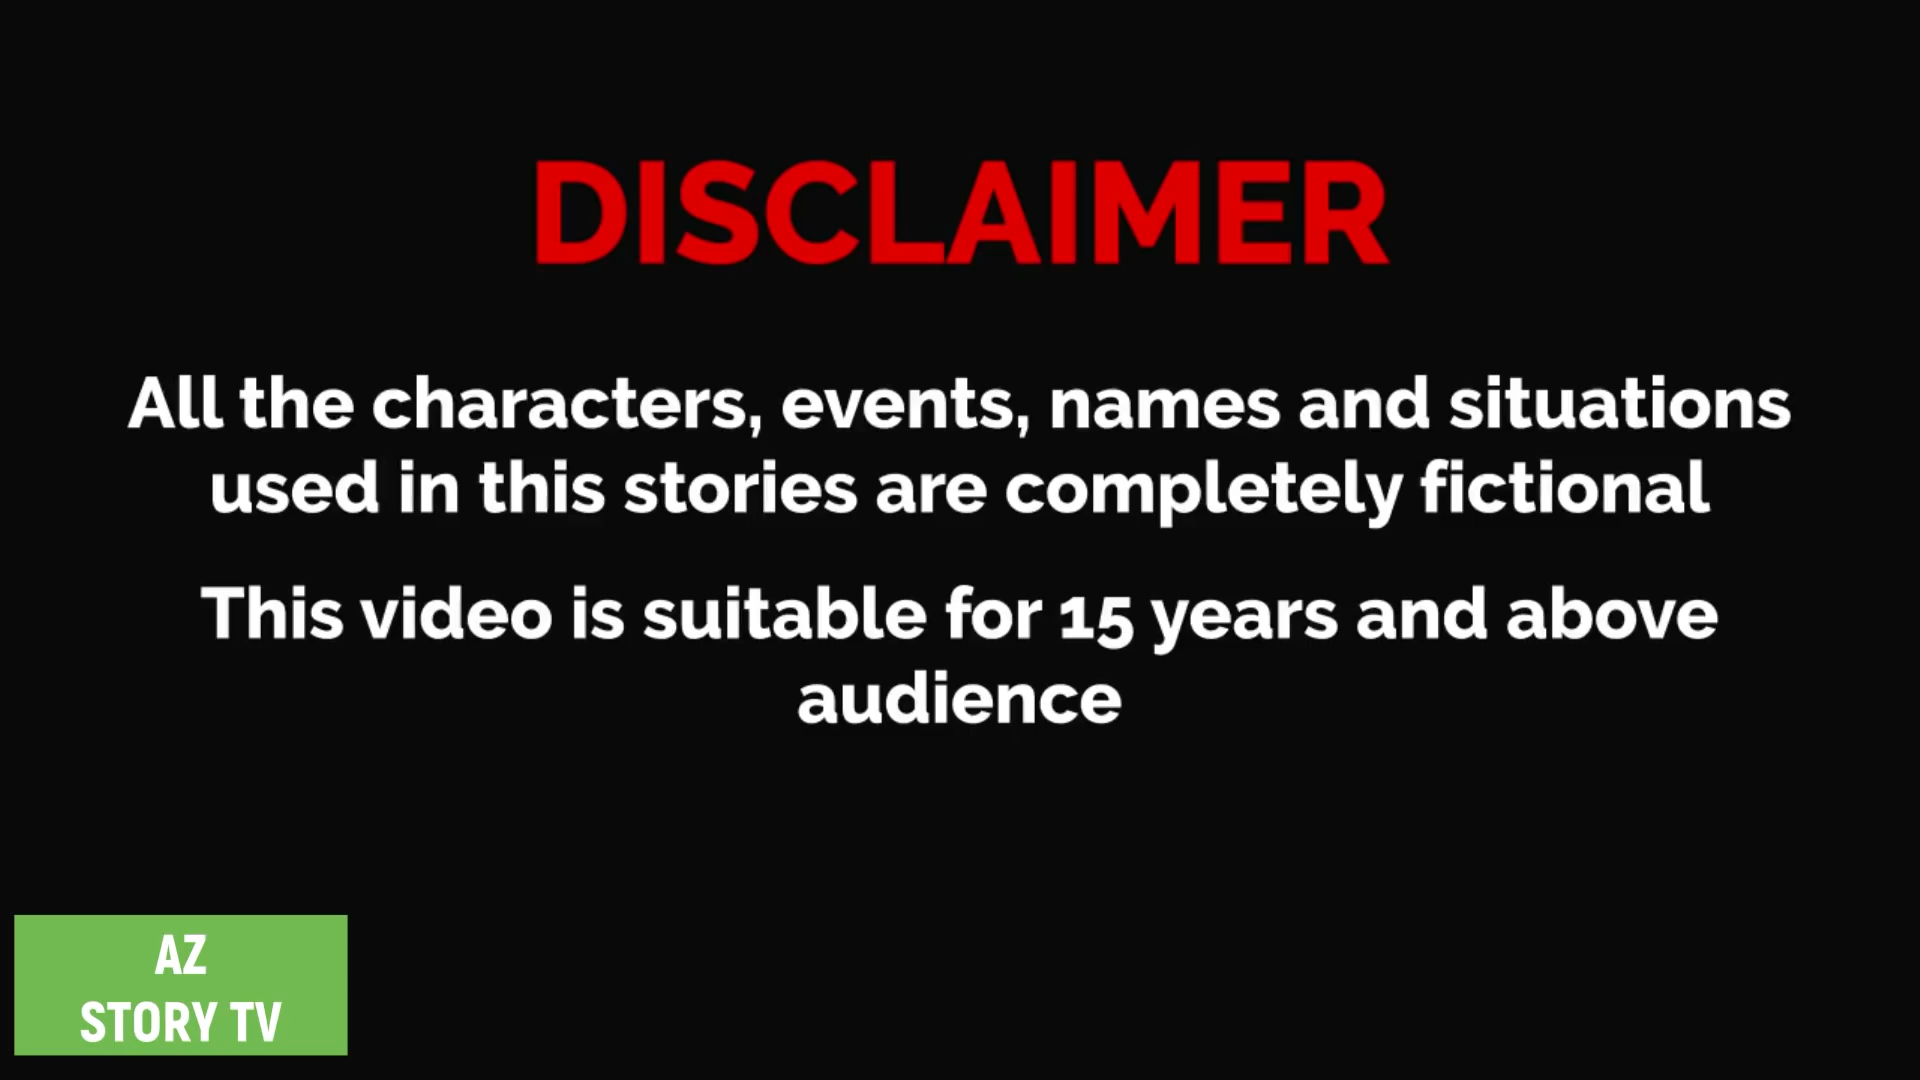 DISCLAIMER
All the characters, events, names and situations
used in this stories are completely fictional
This video is suitable for 15 years and above
audience
AZ
STORY TV